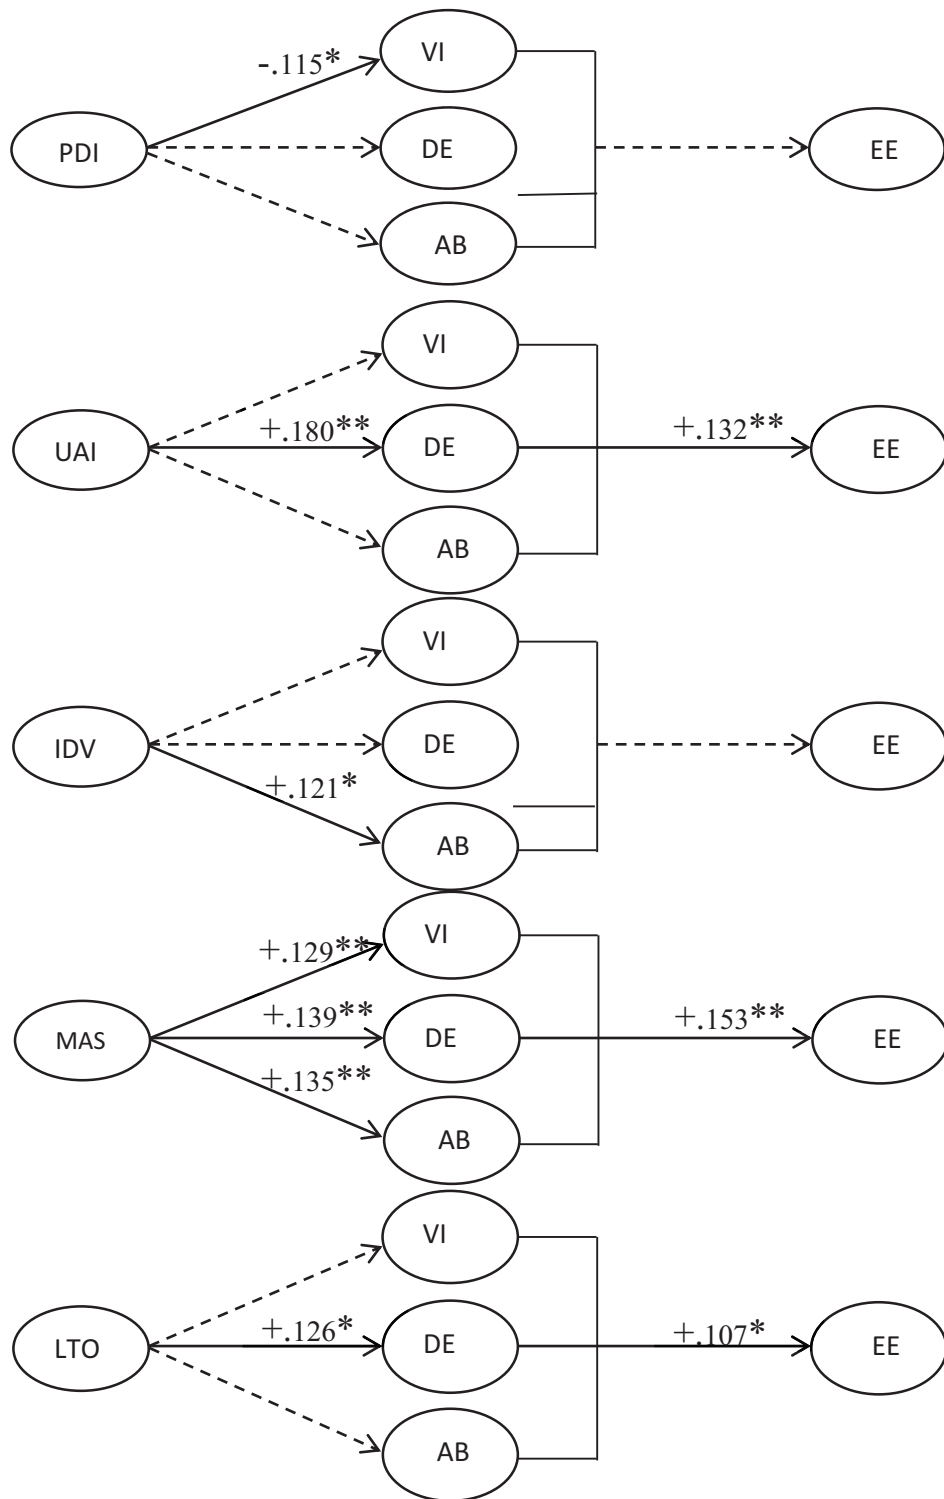 VI
-.115*
PDI
DE
EE
AB
VI
UAI
+.180**
DE
+.132**
EE
AB
VI
IDV
DE
EE
+.121*
AB
VI
+.129**
MAS
+.139**
DE
+.153**
EE
+.135**
AB
VI
LTO
+.126*
DE
+.107*
EE
AB